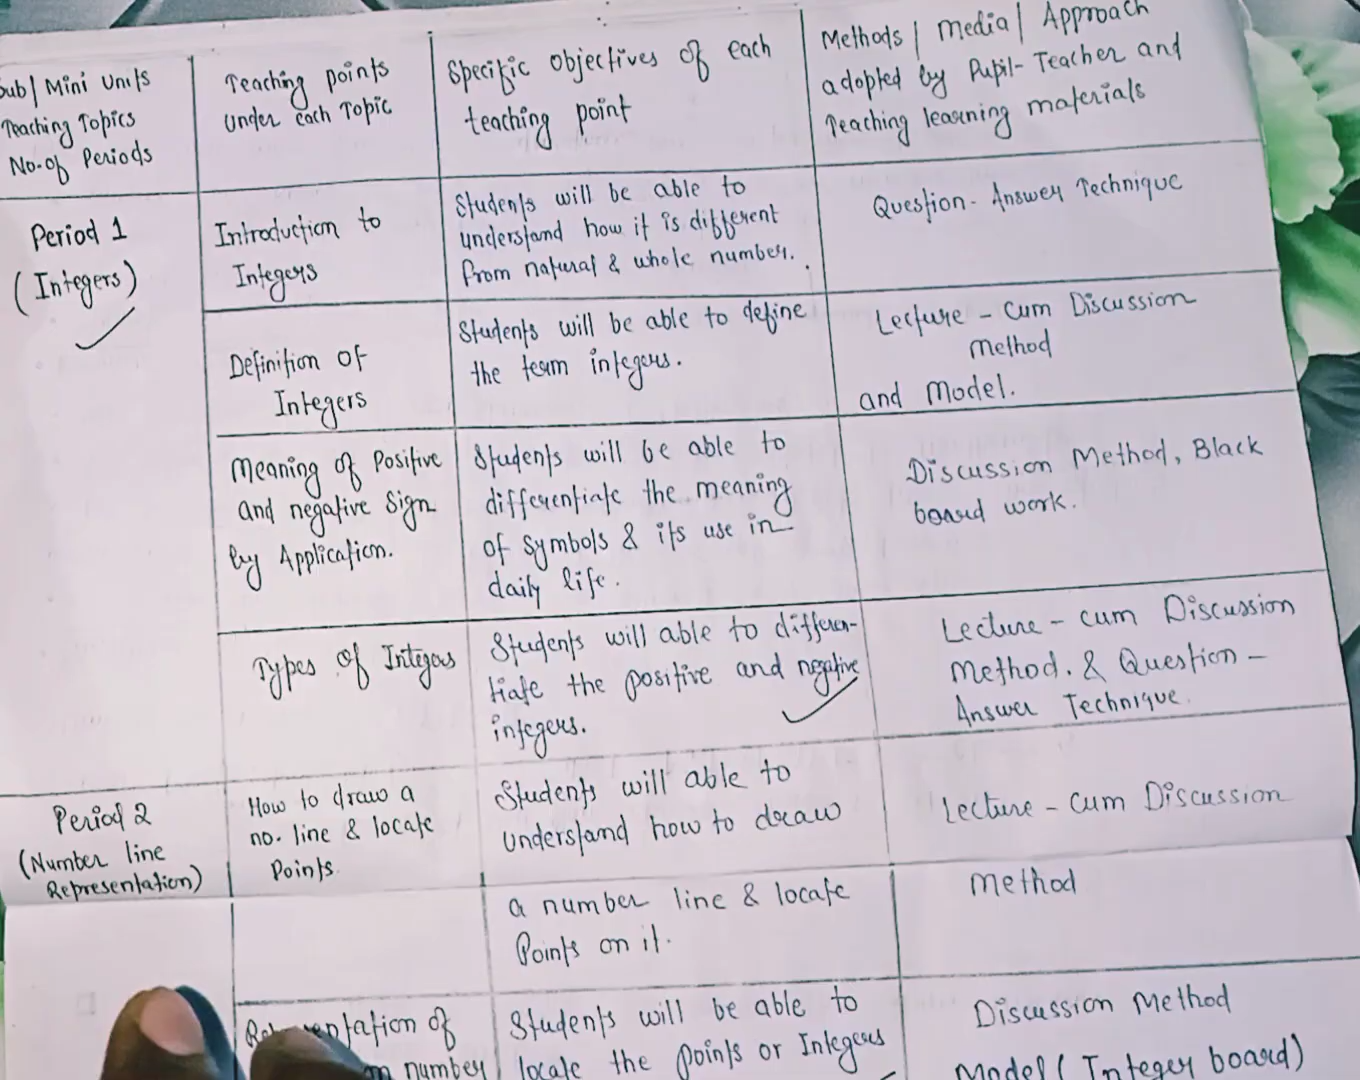 Sub/ Mini Units
Teaching Topics
No. of Periods
Teaching points
under each Topic
Specific objectives of each
teaching point
Methods/ Media/ Approach
adopted by Pupil-Teacher and
Teaching learning materials
Period 1
(Integers)
Introduction to
Integers
Students will be able to
understand how it is different
from natural & whole number.
Question- Answer Technique
Definition of
Integers
Students will be able to define
the term integers.
Lecture - cum Discussion
Method
and Model.
Meaning of Positive
and negative Sign
by Application.
Students will be able to
differentiate the meaning
of symbols & its use in
daily life.
Discussion Method, Black
board work.
Types of Integers
Students will able to differen-
tiate the positive and negative
integers.
Lecture - cum Discussion
Method. & Question -
Answer Technique.
Period 2
(Number line
Representation)
How to draw a
no. line & locate
Points.
Students will able to
understand how to draw
a number line & locate
Points on it.
Lecture - cum Discussion
Method
of
number
Students will be able to
locate the points or Integers
Discussion Method
Model ( Integer board)